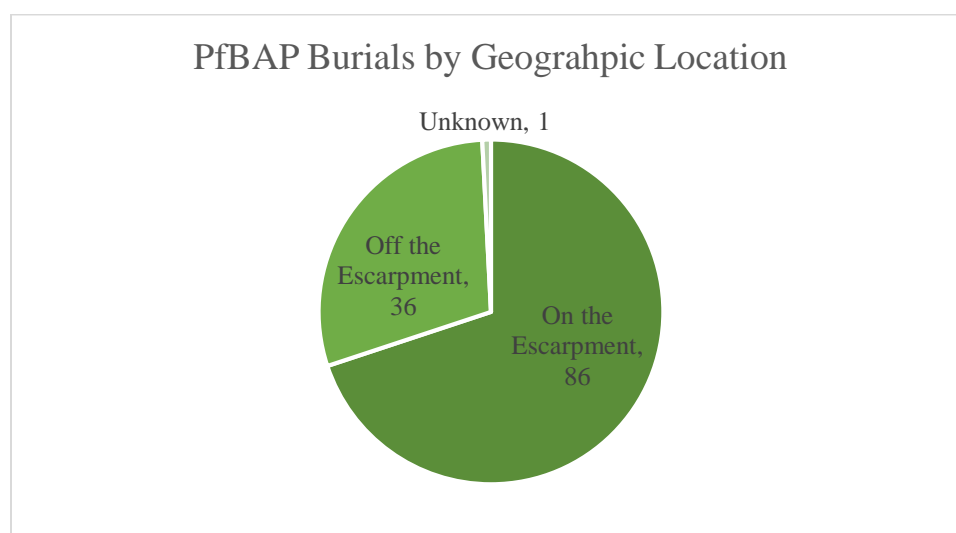 PfBAP Burials by Geograhpic Location
Unknown, 1
Off the
Escarpment,
36
On the
Escarpment,
86